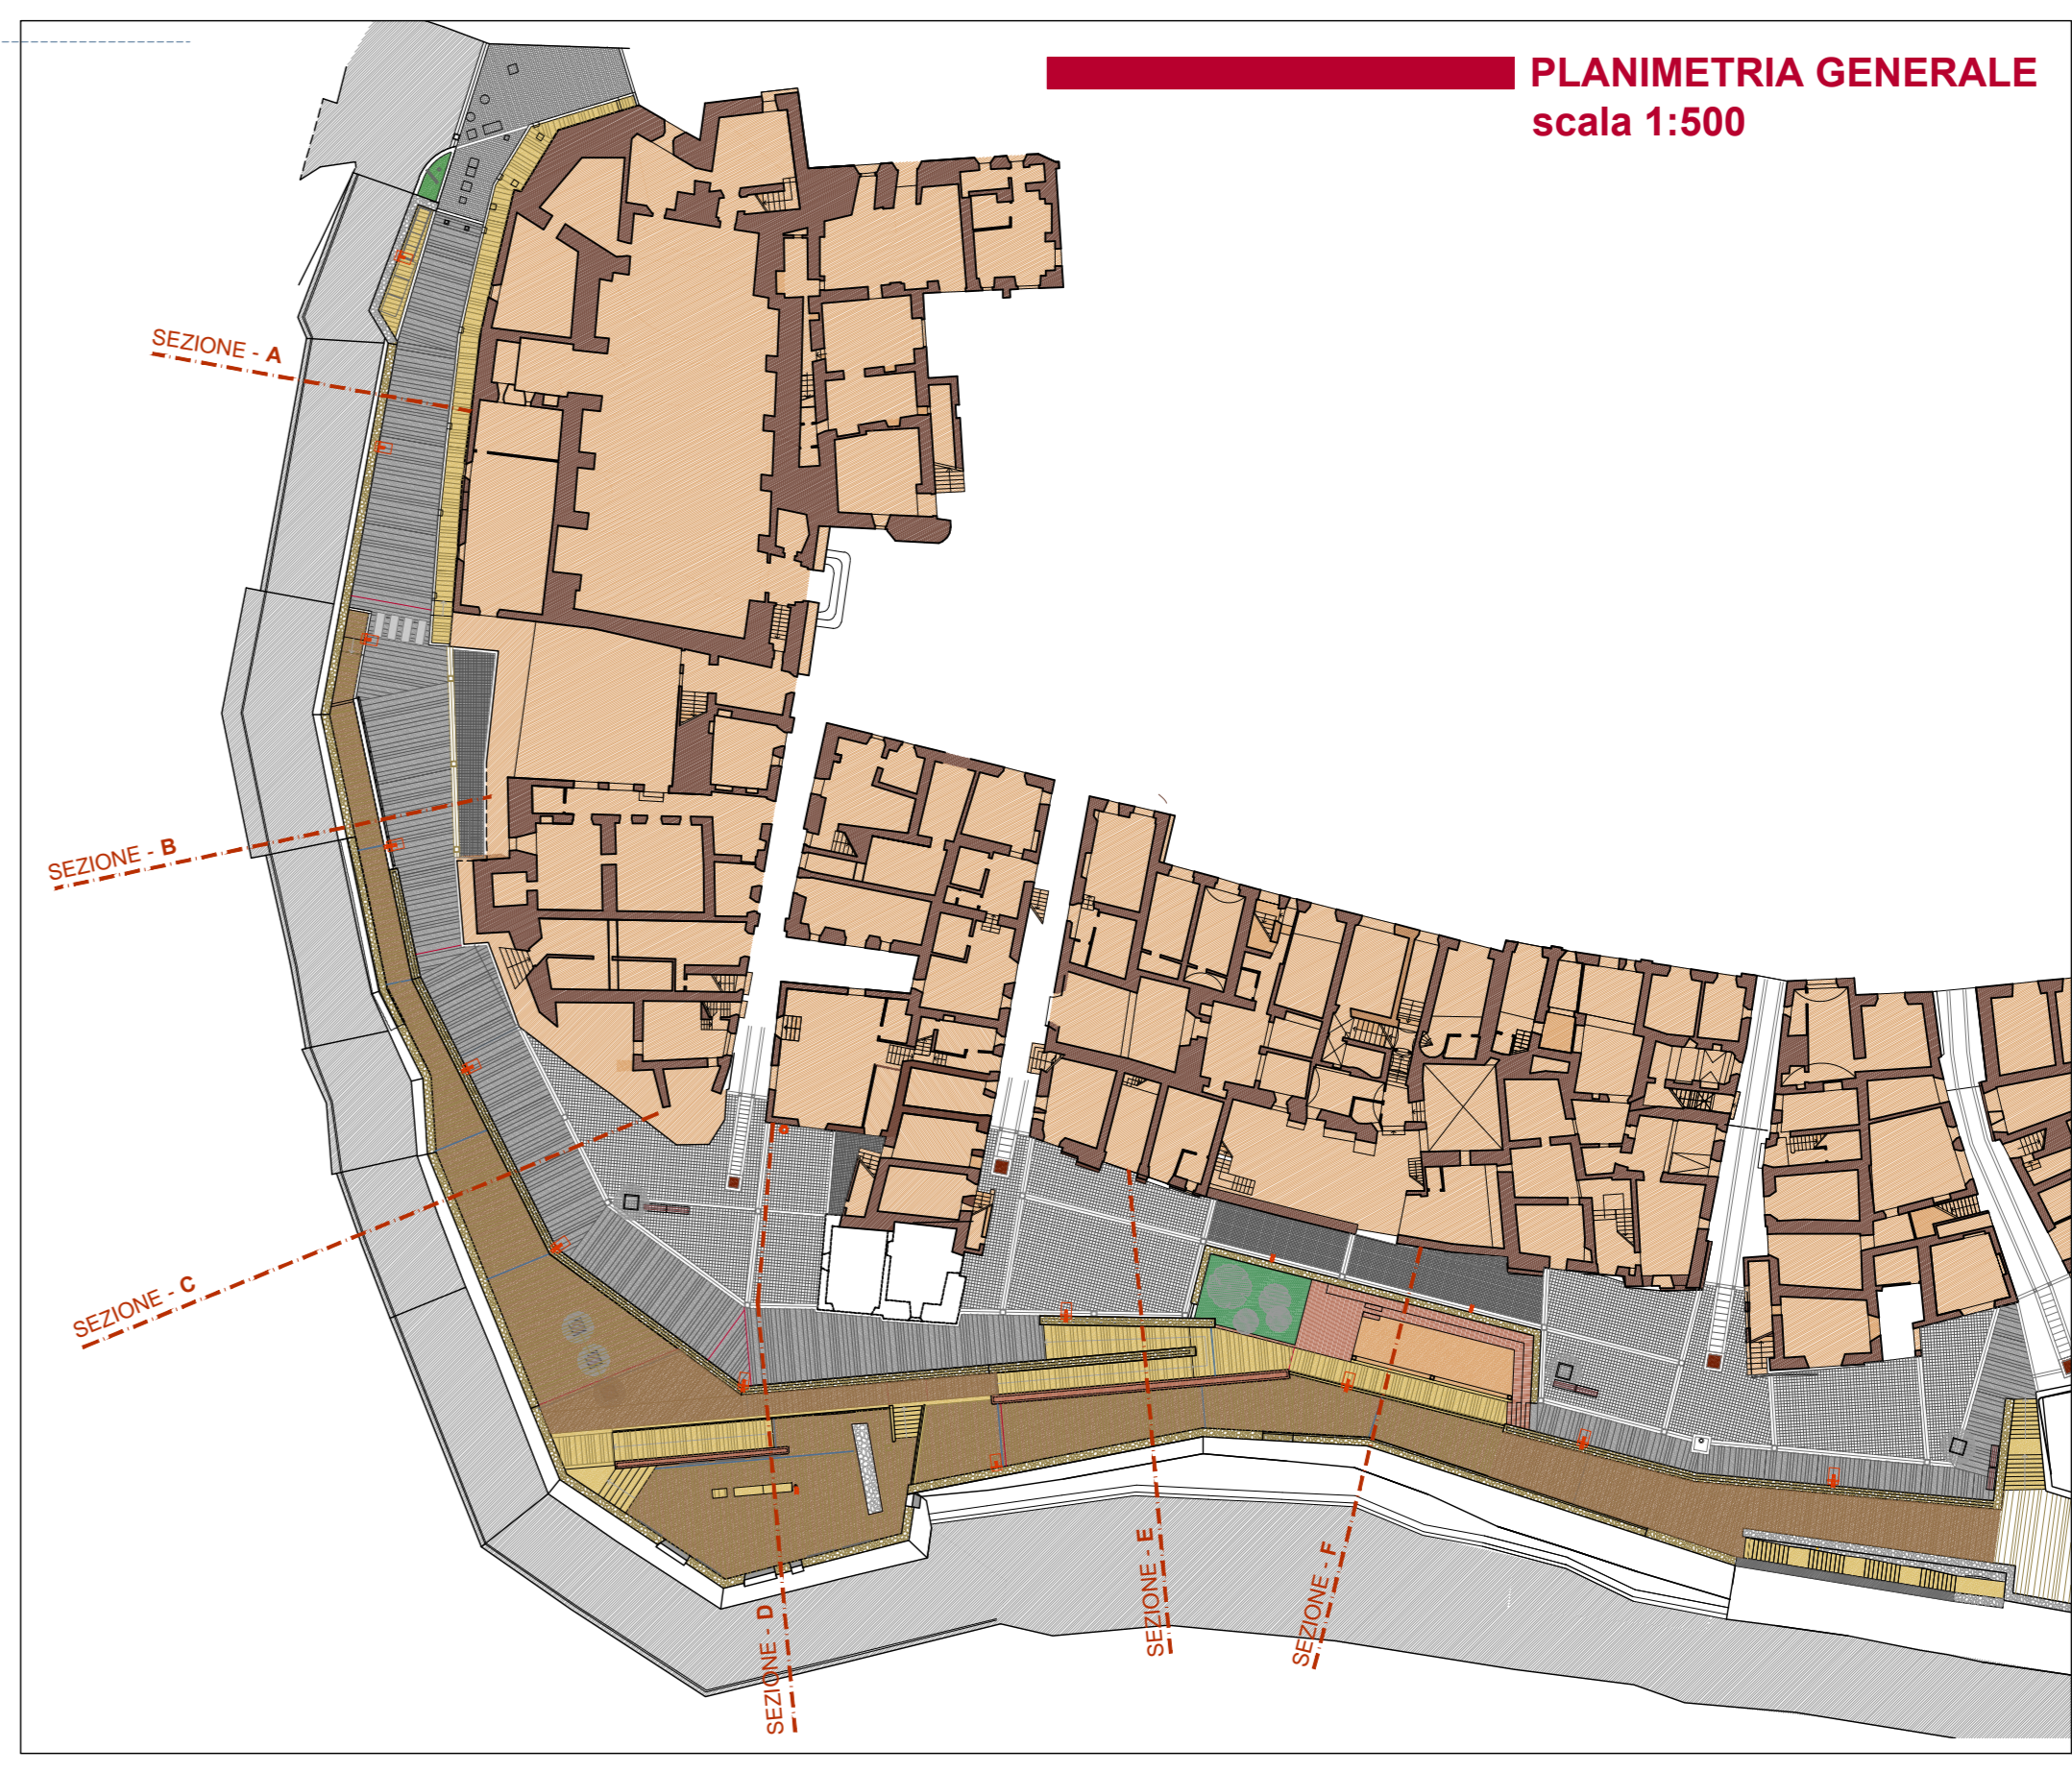 PLANIMETRIA GENERALE
scala 1:500
SEZIONE - A
SEZIONE - B
SEZIONE - C
SEZIONE - D
SEZIONE - E
SEZIONE - F